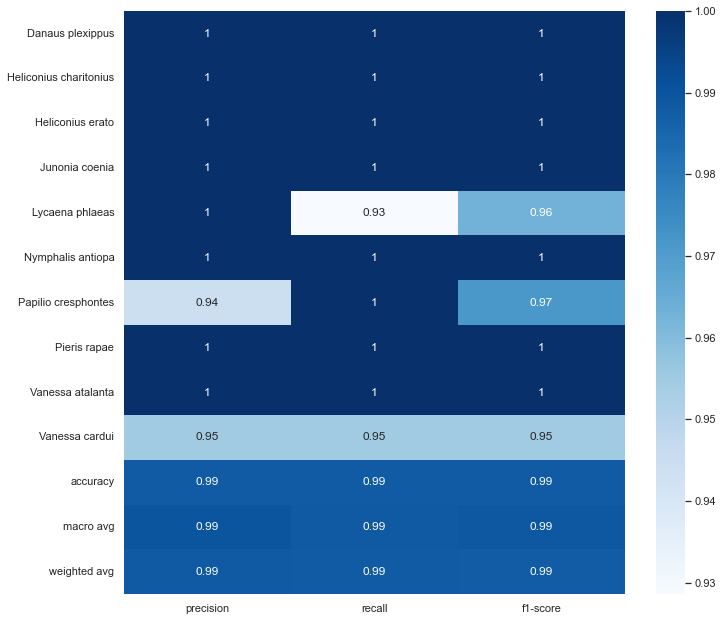 Danaus plexippus 1 1 1
Heliconius charitonius 1 1 1
Heliconius erato 1 1 1
Junonia coenia 1 1 1
Lycaena phlaeas 1 0.93 0.96
Nymphalis antiopa 1 1 1
Papilio cresphontes 0.94 1 0.97
Pieris rapae 1 1 1
Vanessa atalanta 1 1 1
Vanessa cardui 0.95 0.95 0.95
accuracy 0.99 0.99 0.99
macro avg 0.99 0.99 0.99
weighted avg 0.99 0.99 0.99
precision recall f1-score
1.00
0.99
0.98
0.97
0.96
0.95
0.94
0.93